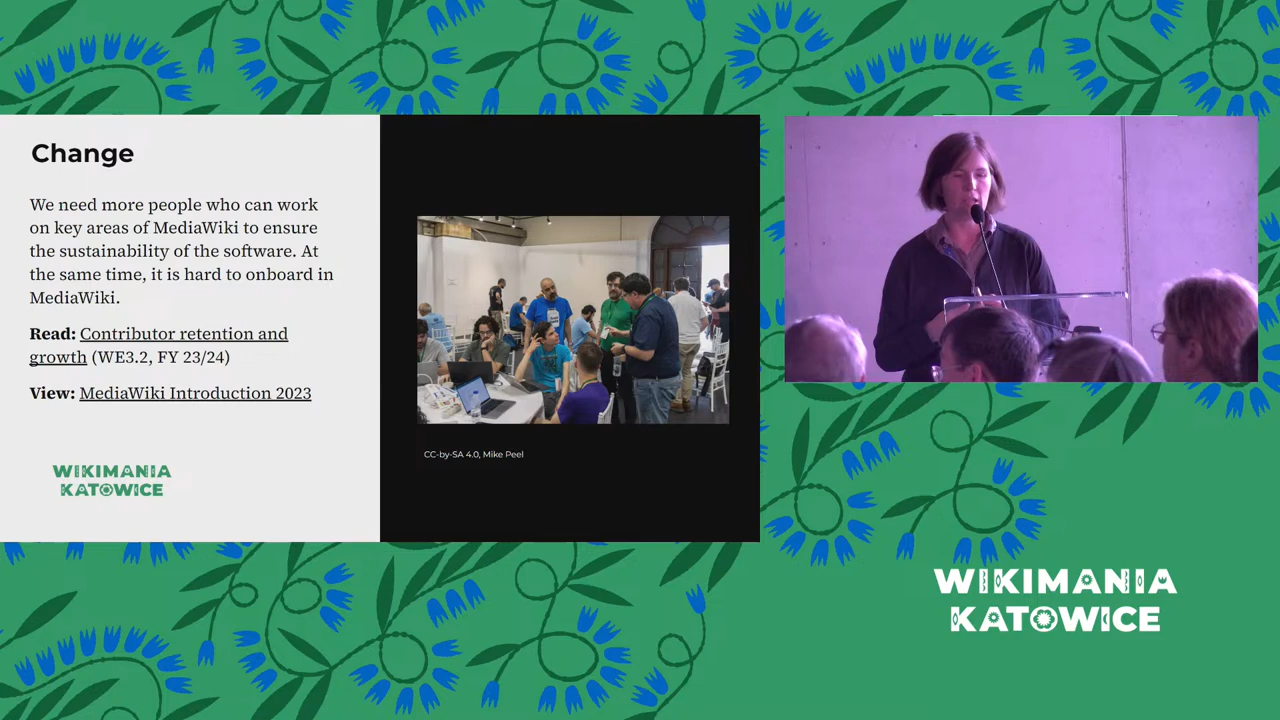 Change
We need more people who can work
on key areas of MediaWiki to ensure
the sustainability of the software. At
the same time, it is hard to onboard in
MediaWiki.
Read: Contributor retention and
growth (WE3.2, FY 23/24)
View: MediaWiki Introduction 2023
WIKIMANIA
KATOWICE
CC-by-SA 4.0, Mike Peel
WIKIMANIA
KATOWICE